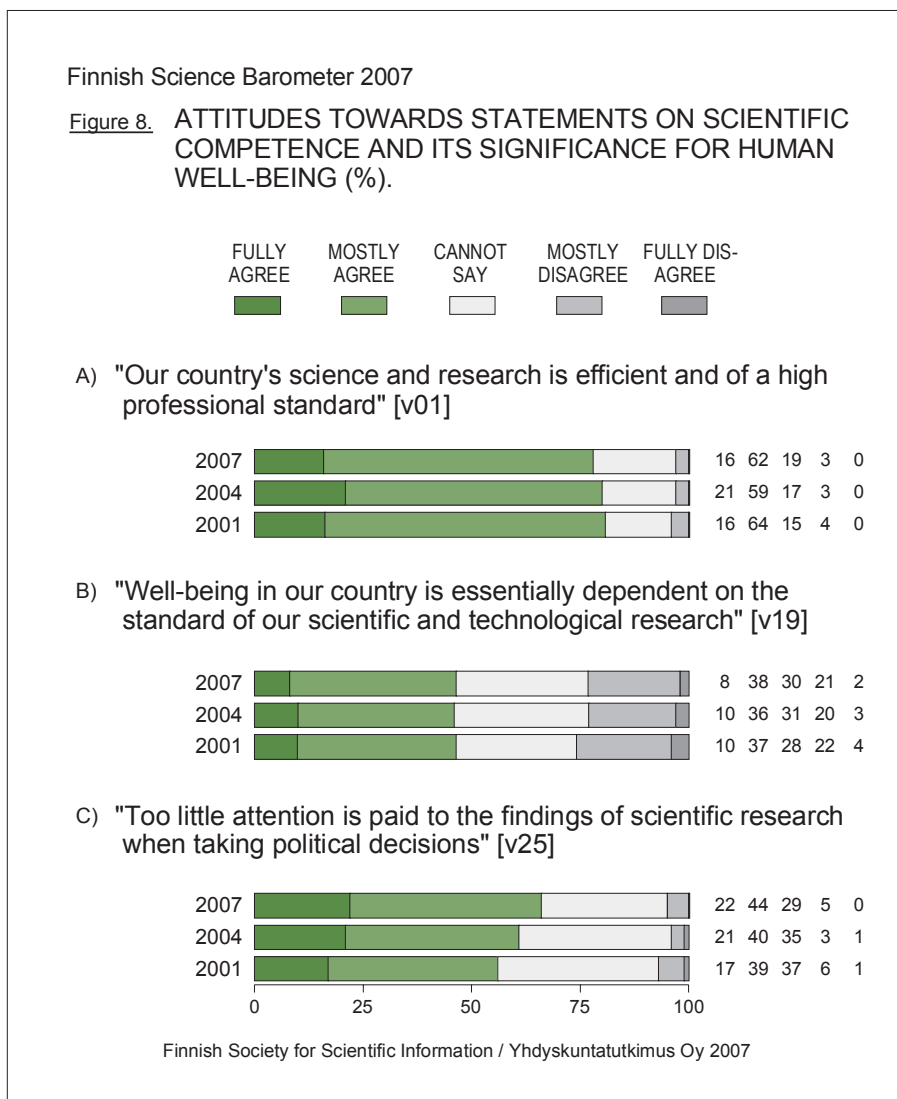 Finnish Science Barometer 2007
Figure 8. ATTITUDES TOWARDS STATEMENTS ON SCIENTIFIC
COMPETENCE AND ITS SIGNIFICANCE FOR HUMAN
WELL-BEING (%).
FULLY AGREE MOSTLY AGREE CANNOT SAY MOSTLY DISAGREE FULLY DIS-AGREE
A) "Our country's science and research is efficient and of a high
professional standard" [v01]
2007 16 62 19 3 0
2004 21 59 17 3 0
2001 16 64 15 4 0
B) "Well-being in our country is essentially dependent on the
standard of our scientific and technological research" [v19]
2007 8 38 30 21 2
2004 10 36 31 20 3
2001 10 37 28 22 4
C) "Too little attention is paid to the findings of scientific research
when taking political decisions" [v25]
2007 22 44 29 5 0
2004 21 40 35 3 1
2001 17 39 37 6 1
0 25 50 75 100
Finnish Society for Scientific Information / Yhdyskuntatutkimus Oy 2007